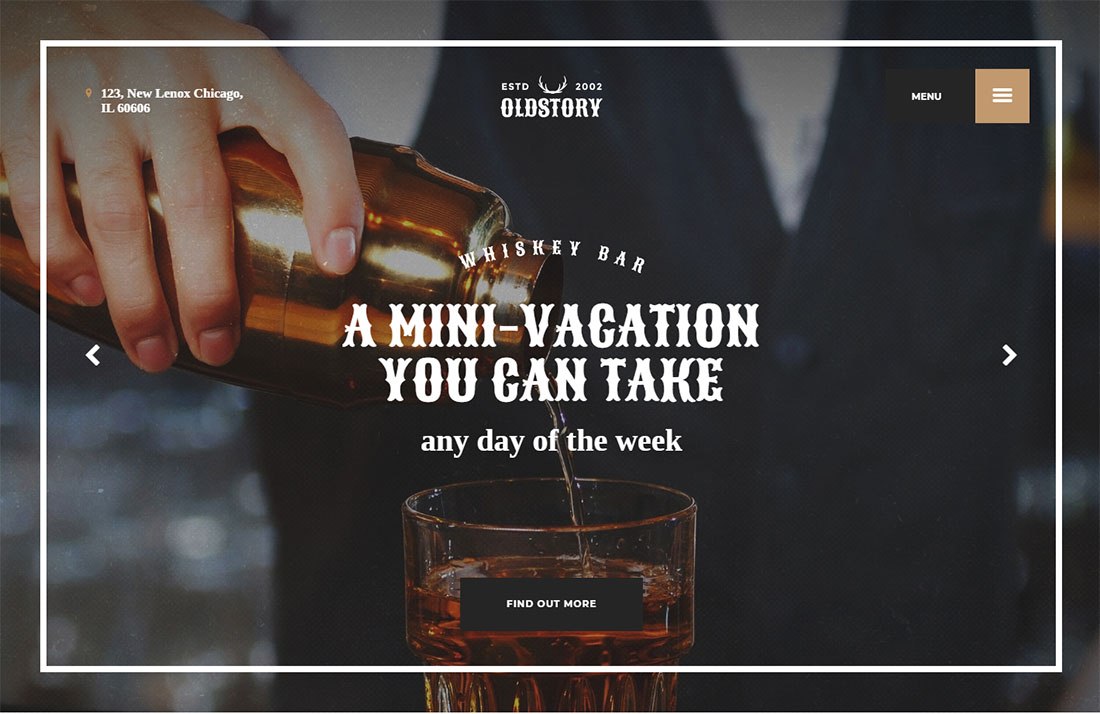 123, New Lenox Chicago,
IL 60606
ESTD 2002
OLDSTORY
MENU
WHISKEY BAR
A MINI-VACATION
YOU CAN TAKE
any day of the week
FIND OUT MORE